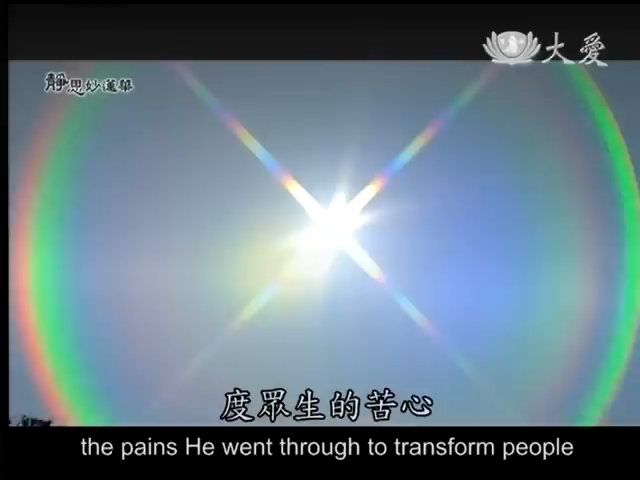 大愛
靜思妙蓮華
度眾生的苦心
the pains He went through to transform people